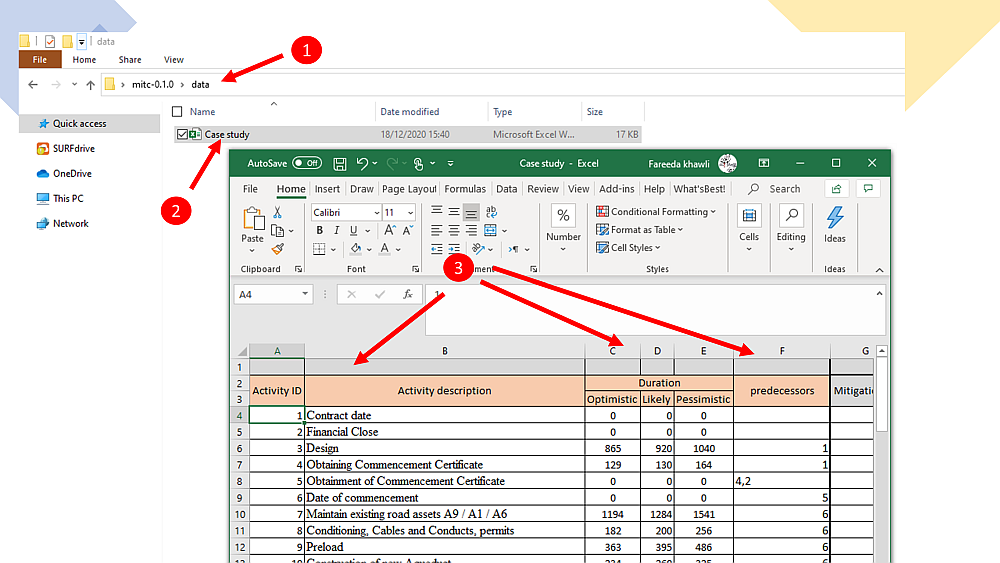 data
1
File Home Share View
mitc-0.1.0 data
Name Date modified Type Size
Quick access
Case study 18/12/2020 15:40 Microsoft Excel W... 17 KB
SURFdrive
OneDrive
This PC
Network
2
AutoSave Off Case study - Excel Fareeda khawli
File Home Insert Draw Page Layout Formulas Data Review View Add-ins Help What'sBest! Search
Calibri 11
B I U
Paste
Clipboard Font
Number
Conditional Formatting
Format as Table
Cell Styles
Styles
Cells
Editing
Ideas
Ideas
3
A4 fx 1
A B C D E F G
1
2 Activity ID Activity description Duration predecessors Mitigatio
3 Optimistic Likely Pessimistic
4 1 Contract date 0 0 0
5 2 Financial Close 0 0 0
6 3 Design 865 920 1040 1
7 4 Obtaining Commencement Certificate 129 130 164 1
8 5 Obtainment of Commencement Certificate 0 0 0 4,2
9 6 Date of commencement 0 0 0 5
10 7 Maintain existing road assets A9 / A1 / A6 1194 1284 1541 6
11 8 Conditioning, Cables and Conducts, permits 182 200 256 6
12 9 Preload 363 395 486 6